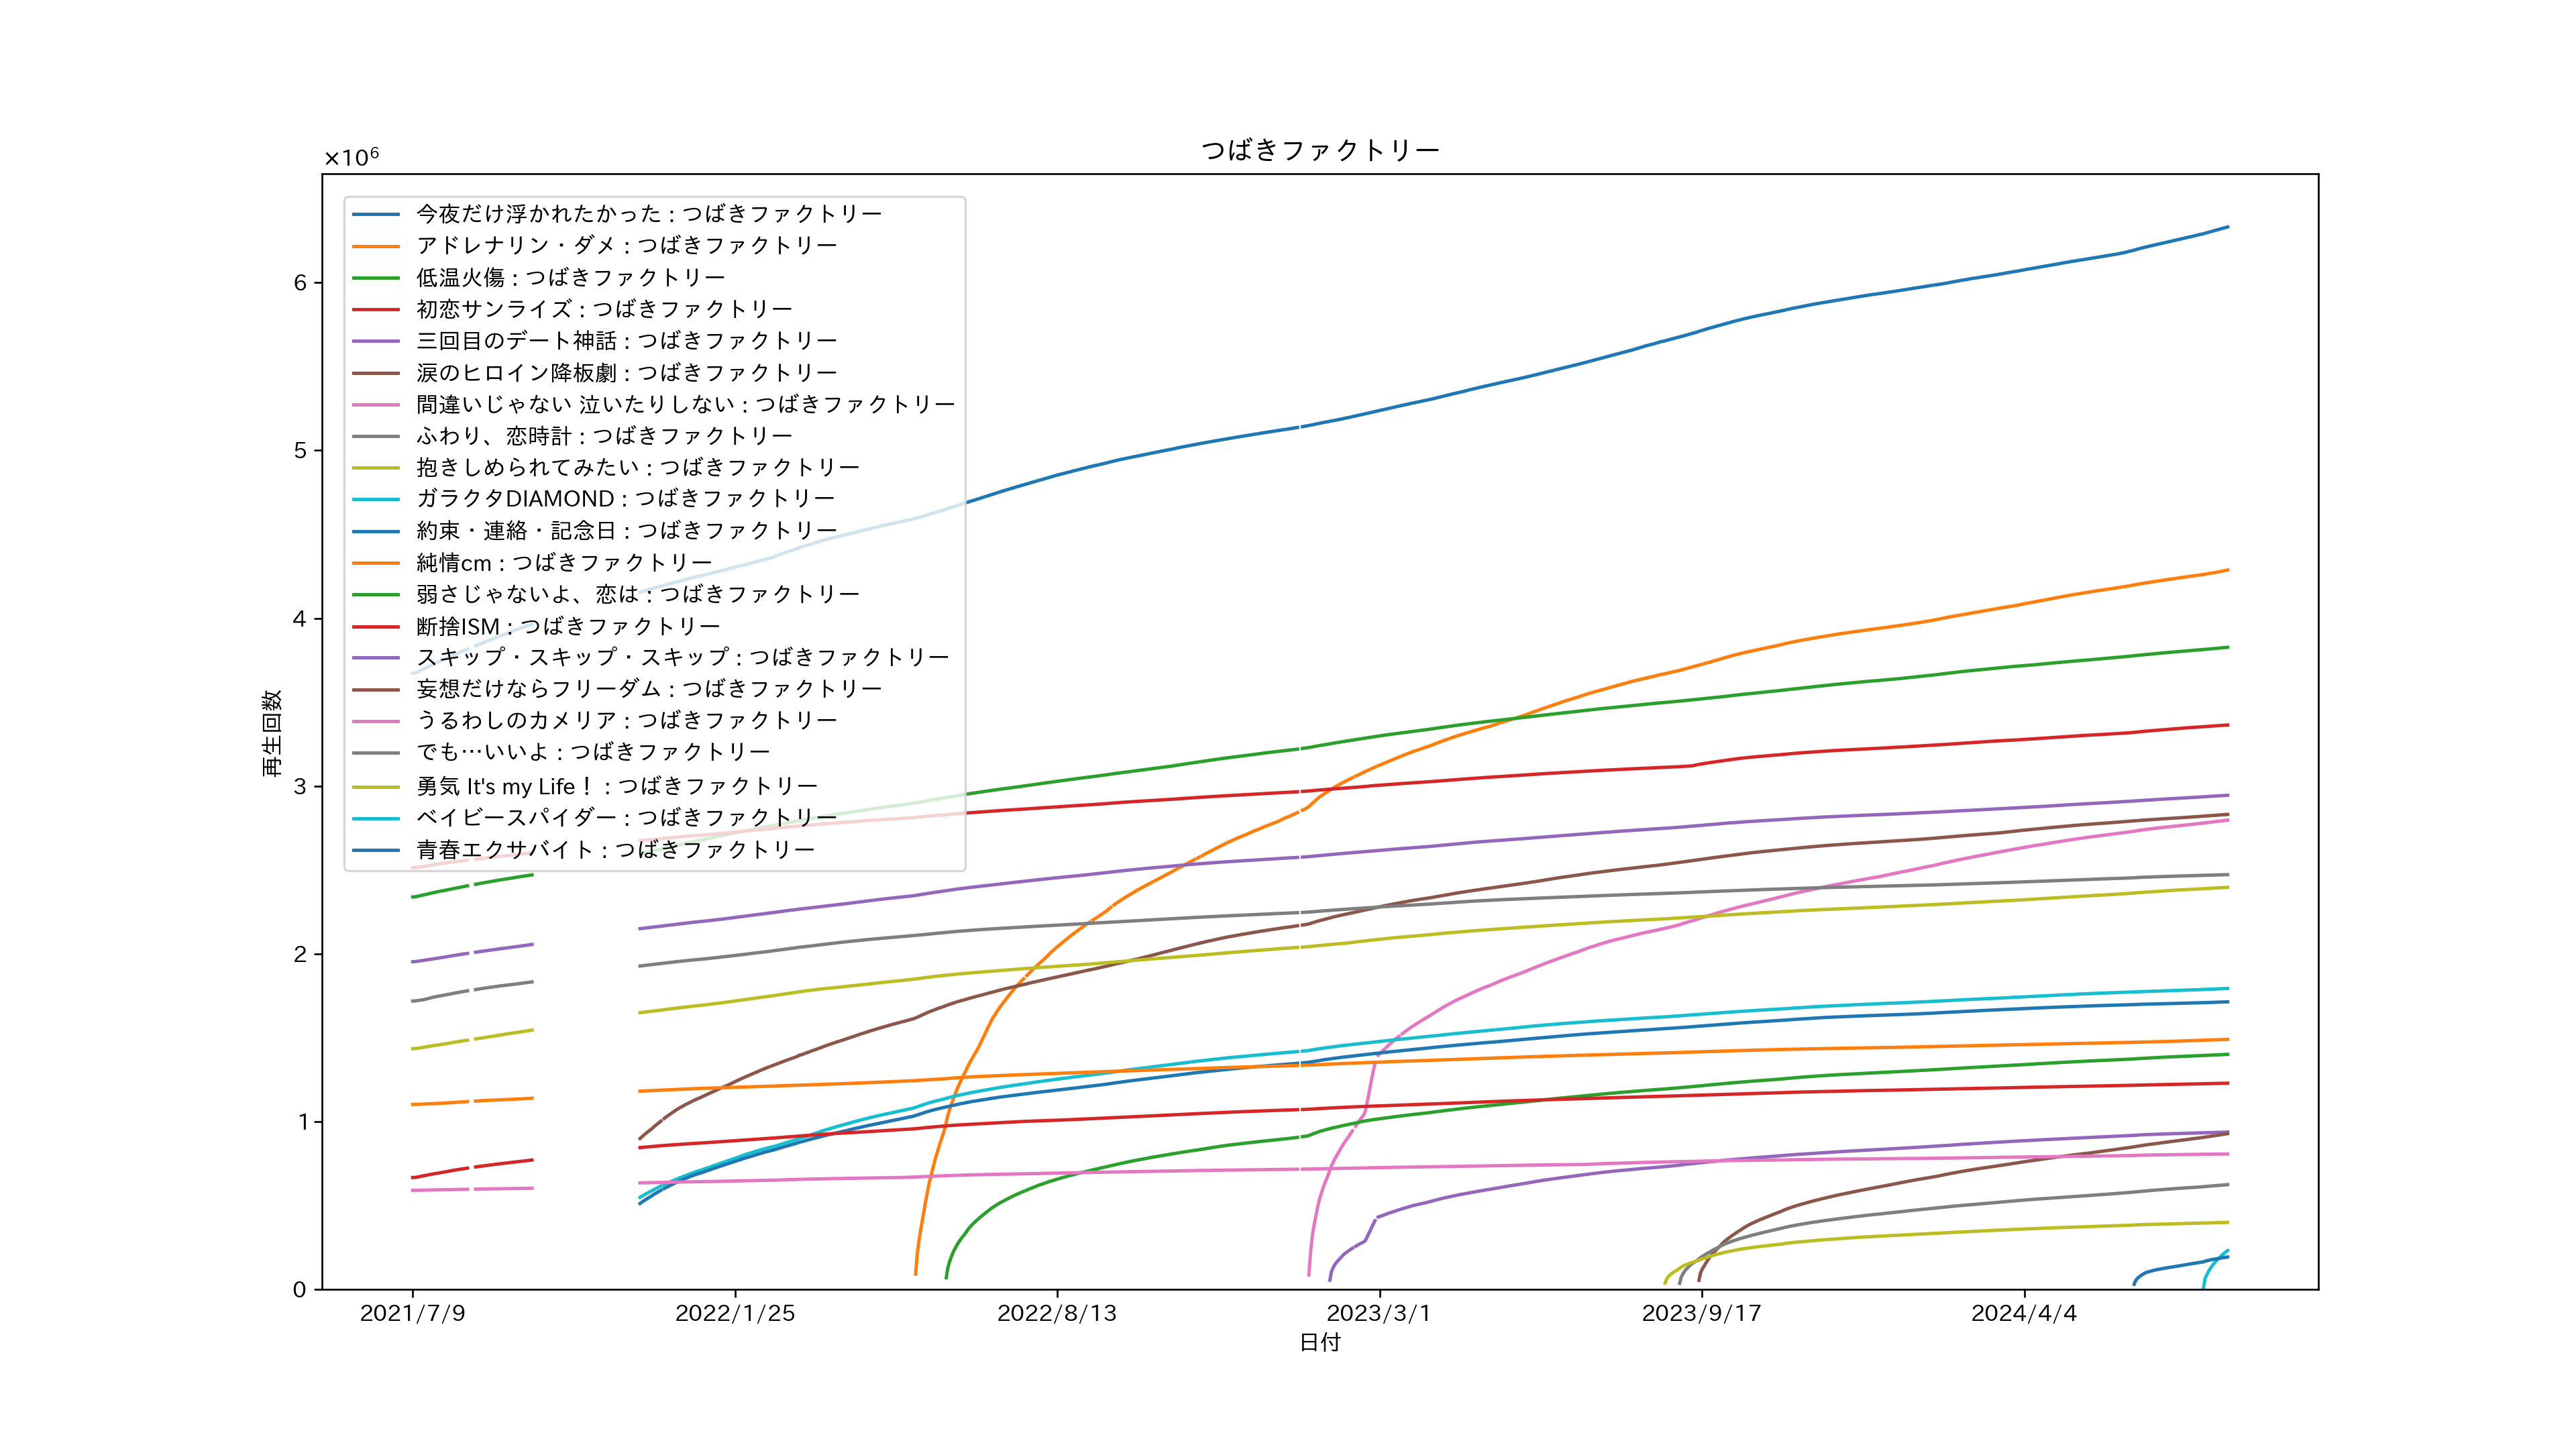 つばきファクトリー
×10⁶
今夜だけ浮かれたかった : つばきファクトリー
アドレナリン・ダメ : つばきファクトリー
低温火傷 : つばきファクトリー
初恋サンライズ : つばきファクトリー
三回目のデート神話 : つばきファクトリー
涙のヒロイン降板劇 : つばきファクトリー
間違いじゃない 泣いたりしない : つばきファクトリー
ふわり、恋時計 : つばきファクトリー
抱きしめられてみたい : つばきファクトリー
ガラクタDIAMOND : つばきファクトリー
約束・連絡・記念日 : つばきファクトリー
純情cm : つばきファクトリー
弱さじゃないよ、恋は : つばきファクトリー
断捨ISM : つばきファクトリー
スキップ・スキップ・スキップ : つばきファクトリー
妄想だけならフリーダム : つばきファクトリー
うるわしのカメリア : つばきファクトリー
でも…いいよ : つばきファクトリー
勇気 It's my Life！ : つばきファクトリー
ベイビースパイダー : つばきファクトリー
青春エクサバイト : つばきファクトリー
6
5
4
3
2
1
0
再生回数
2021/7/9 2022/1/25 2022/8/13 2023/3/1 2023/9/17 2024/4/4
日付